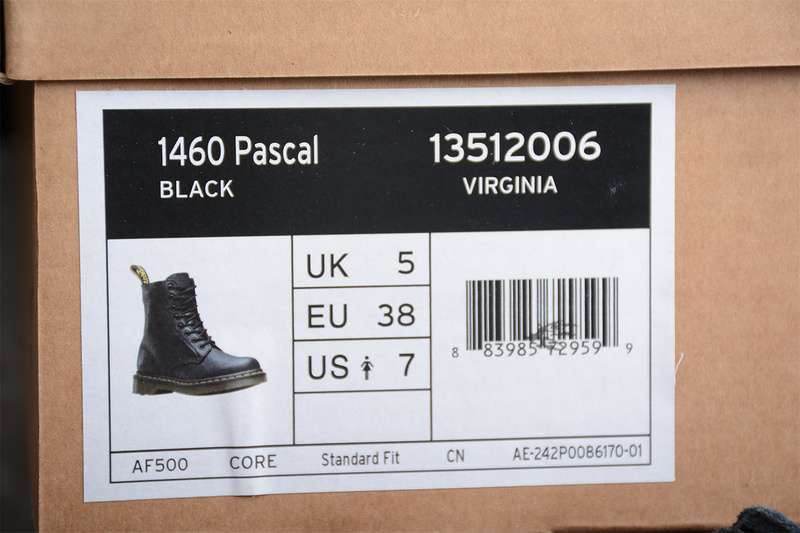 1460 Pascal
BLACK
13512006
VIRGINIA
UK 5
EU 38
US 7
8 83985 72959 9
AF500 CORE Standard Fit CN AE-242P0086170-01